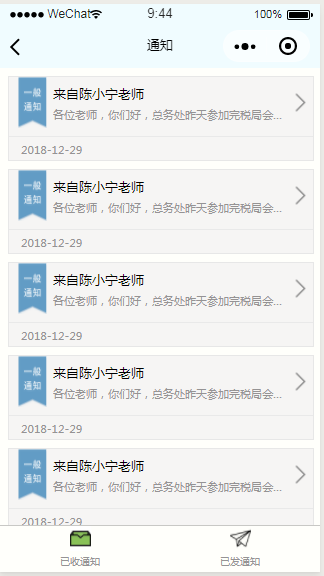 WeChat 9:44 100%
通知
一般
通知
来自陈小宁老师
各位老师，你们好，总务处昨天参加完税局会...
2018-12-29
一般
通知
来自陈小宁老师
各位老师，你们好，总务处昨天参加完税局会...
2018-12-29
一般
通知
来自陈小宁老师
各位老师，你们好，总务处昨天参加完税局会...
2018-12-29
一般
通知
来自陈小宁老师
各位老师，你们好，总务处昨天参加完税局会...
2018-12-29
一般
通知
来自陈小宁老师
各位老师，你们好，总务处昨天参加完税局会...
2018-12-29
已收通知 已发通知